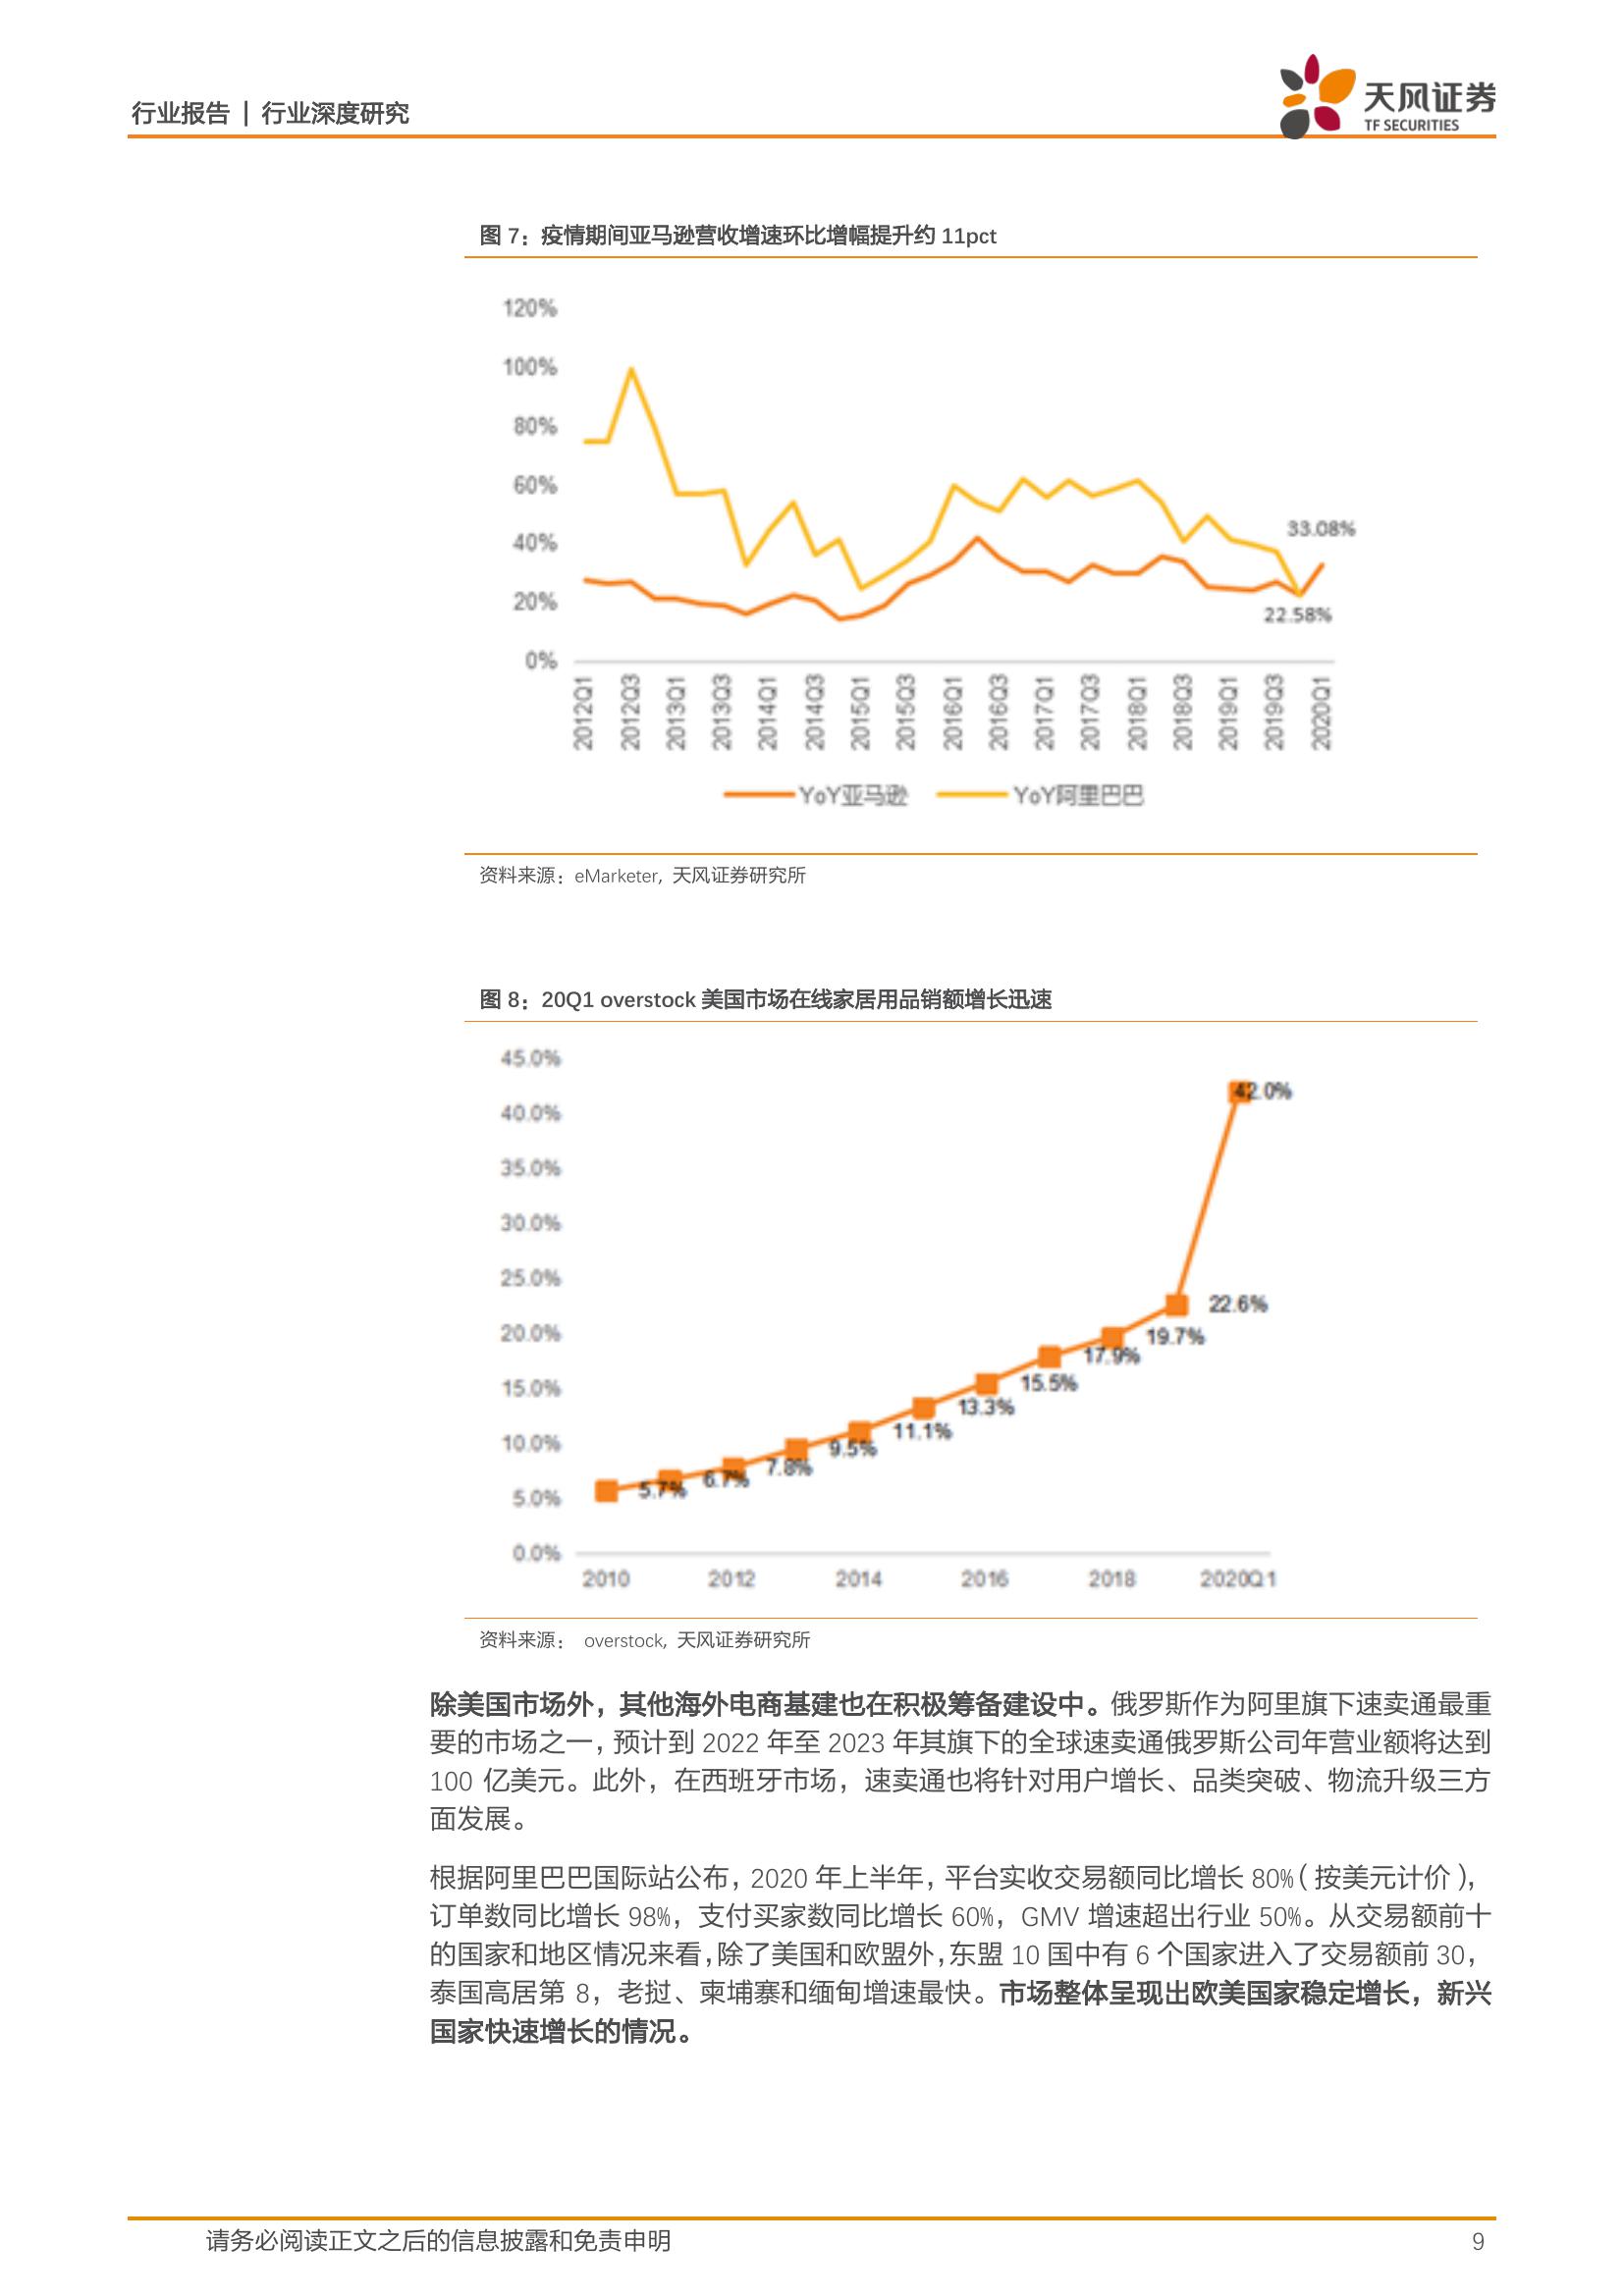 行业报告 | 行业深度研究
天风证券
TF SECURITIES
图 7：疫情期间亚马逊营收增速环比增幅提升约 11pct
120%
100%
80%
60%
40%
20%
0%
33.08%
22.58%
2012Q1
2012Q3
2013Q1
2013Q3
2014Q1
2014Q3
2015Q1
2015Q3
2016Q1
2016Q3
2017Q1
2017Q3
2018Q1
2018Q3
2019Q1
2019Q3
2020Q1
YoY亚马逊 YoY阿里巴巴
资料来源：eMarketer，天风证券研究所
图 8：20Q1 overstock 美国市场在线家居用品销额增长迅速
45.0%
40.0%
35.0%
30.0%
25.0%
20.0%
15.0%
10.0%
5.0%
0.0%
5.7%
6.7%
7.8%
9.5%
11.1%
13.3%
15.5%
17.9%
19.7%
22.6%
42.0%
2010 2012 2014 2016 2018 2020Q1
资料来源： overstock，天风证券研究所
除美国市场外，其他海外电商基建也在积极筹备建设中。俄罗斯作为阿里旗下速卖通最重
要的市场之一，预计到 2022 年至 2023 年其旗下的全球速卖通俄罗斯公司年营业额将达到
100 亿美元。此外，在西班牙市场，速卖通也将针对用户增长、品类突破、物流升级三方
面发展。
根据阿里巴巴国际站公布，2020 年上半年，平台实收交易额同比增长 80%（按美元计价），
订单数同比增长 98%，支付买家数同比增长 60%，GMV 增速超出行业 50%。从交易额前十
的国家和地区情况来看，除了美国和欧盟外，东盟 10 国中有 6 个国家进入了交易额前 30，
泰国高居第 8，老挝、柬埔寨和缅甸增速最快。市场整体呈现出欧美国家稳定增长，新兴
国家快速增长的情况。
请务必阅读正文之后的信息披露和免责申明 9